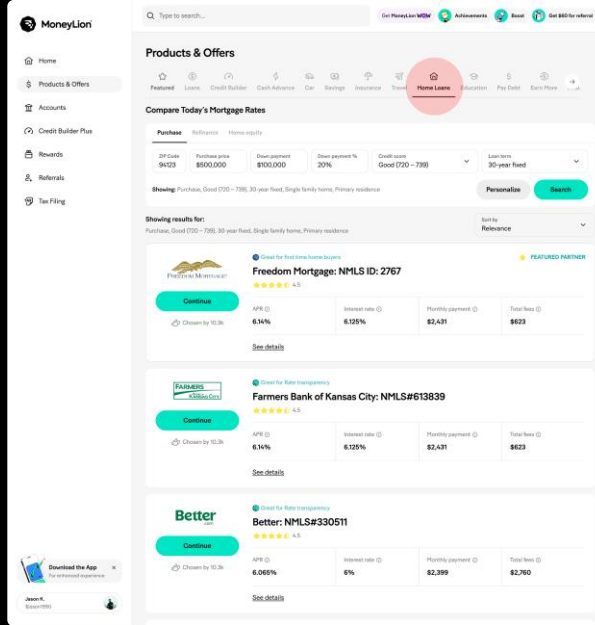 MoneyLion
Type to search...
Get MoneyLion WOW
Achievements
Boost
Get $60 for referral
Home
Products & Offers
Accounts
Credit Builder Plus
Rewards
Referrals
Tax Filing
Products & Offers
Featured
Loans
Credit Builder
Cash Advance
Car
Savings
Insurance
Travel
Home Loans
Education
Pay Debt
Earn More
Compare Today's Mortgage Rates
Purchase
Refinance
Home equity
ZIP Code
94123
Purchase price
$500,000
Down payment
$100,000
Down payment %
20%
Credit score
Good (720 – 739)
Loan term
30-year fixed
Showing: Purchase, Good (720 – 739), 30-year fixed, Single family home, Primary residence
Personalize
Search
Showing results for:
Purchase, Good (720 – 739), 30-year fixed, Single family home, Primary residence
Sort by
Relevance
FREEDOM MORTGAGE
Continue
Chosen by 10.3k
Great for first time home buyers
FEATURED PARTNER
Freedom Mortgage: NMLS ID: 2767
4.5
APR
6.14%
Interest rate
6.125%
Monthly payment
$2,431
Total fees
$623
See details
FARMERS
KANSAS CITY
Continue
Chosen by 10.3k
Great for Rate transparency
Farmers Bank of Kansas City: NMLS#613839
4.5
APR
6.14%
Interest rate
6.125%
Monthly payment
$2,431
Total fees
$623
See details
Better
.com
Continue
Chosen by 10.3k
Great for Rate transparency
Better: NMLS#330511
4.5
APR
6.065%
Interest rate
6%
Monthly payment
$2,399
Total fees
$2,760
See details
Download the App
For enhanced experience
Jason K.